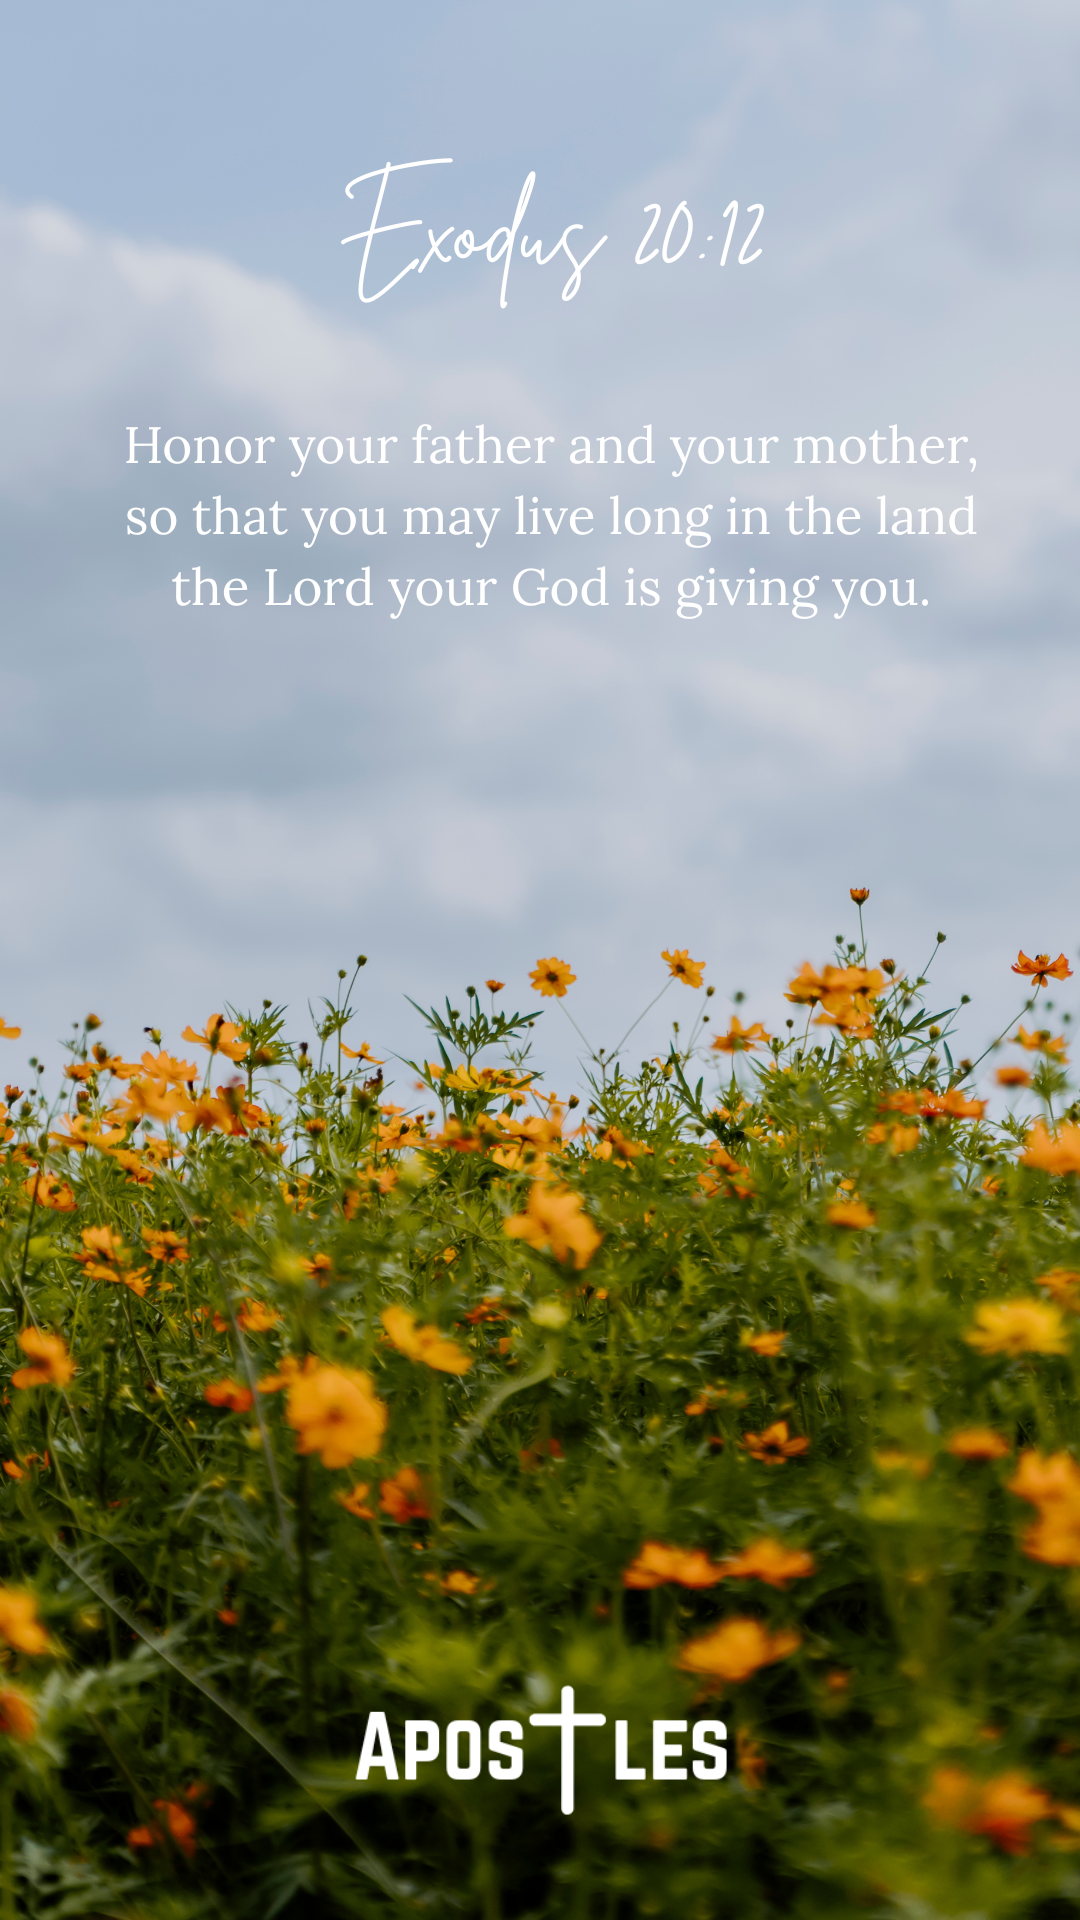 Exodus 20:12
Honor your father and your mother,
so that you may live long in the land
the Lord your God is giving you.
APOSTLES